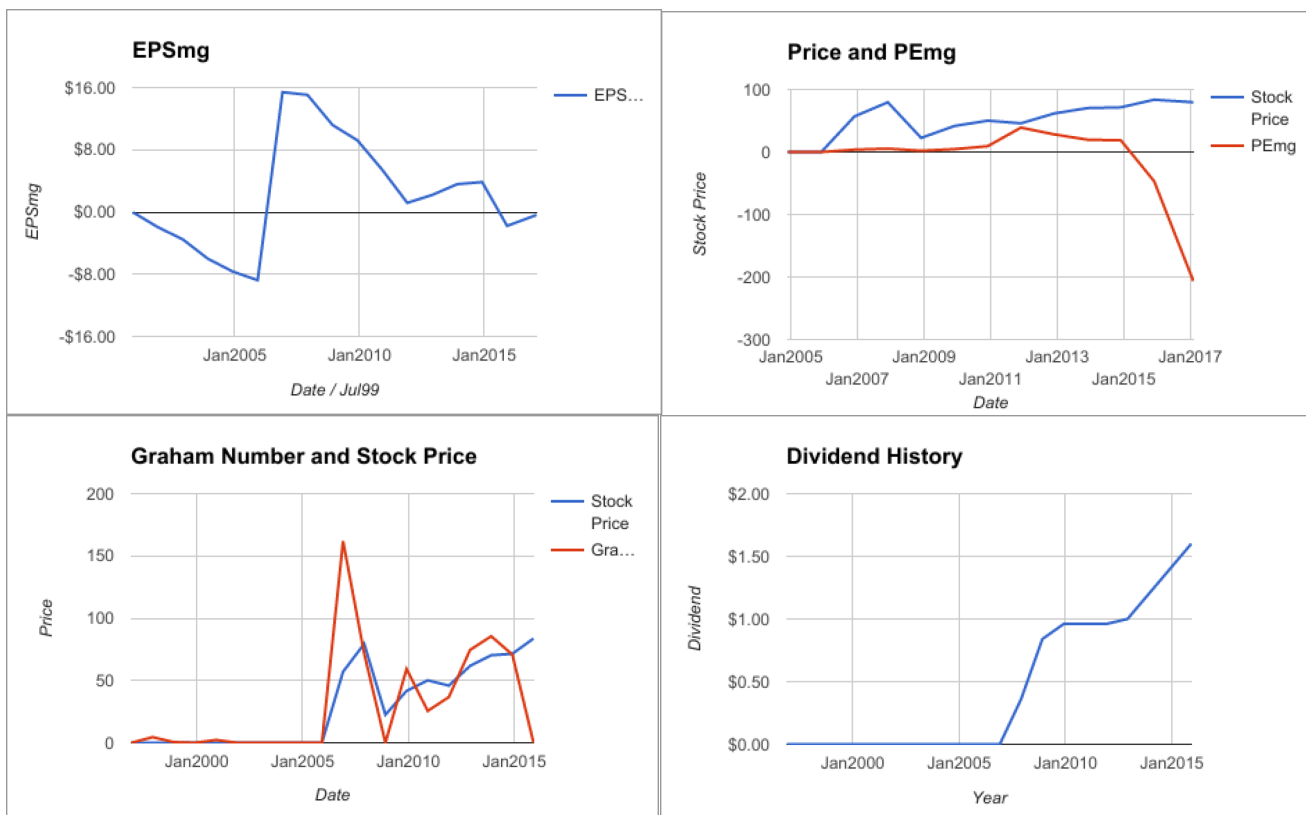 EPSmg
$16.00
$8.00
$0.00
-$8.00
-$16.00
EPSmg
Jan2005 Jan2010 Jan2015
Date / Jul99
EPS...
Price and PEmg
100
0
-100
-200
-300
Stock Price
Jan2005 Jan2009 Jan2013 Jan2017
Jan2007 Jan2011 Jan2015
Date
Stock
Price
PEmg
Graham Number and Stock Price
200
150
100
50
0
Price
Jan2000 Jan2005 Jan2010 Jan2015
Date
Stock
Price
Gra...
Dividend History
$2.00
$1.50
$1.00
$0.50
$0.00
Dividend
Jan2000 Jan2005 Jan2010 Jan2015
Year